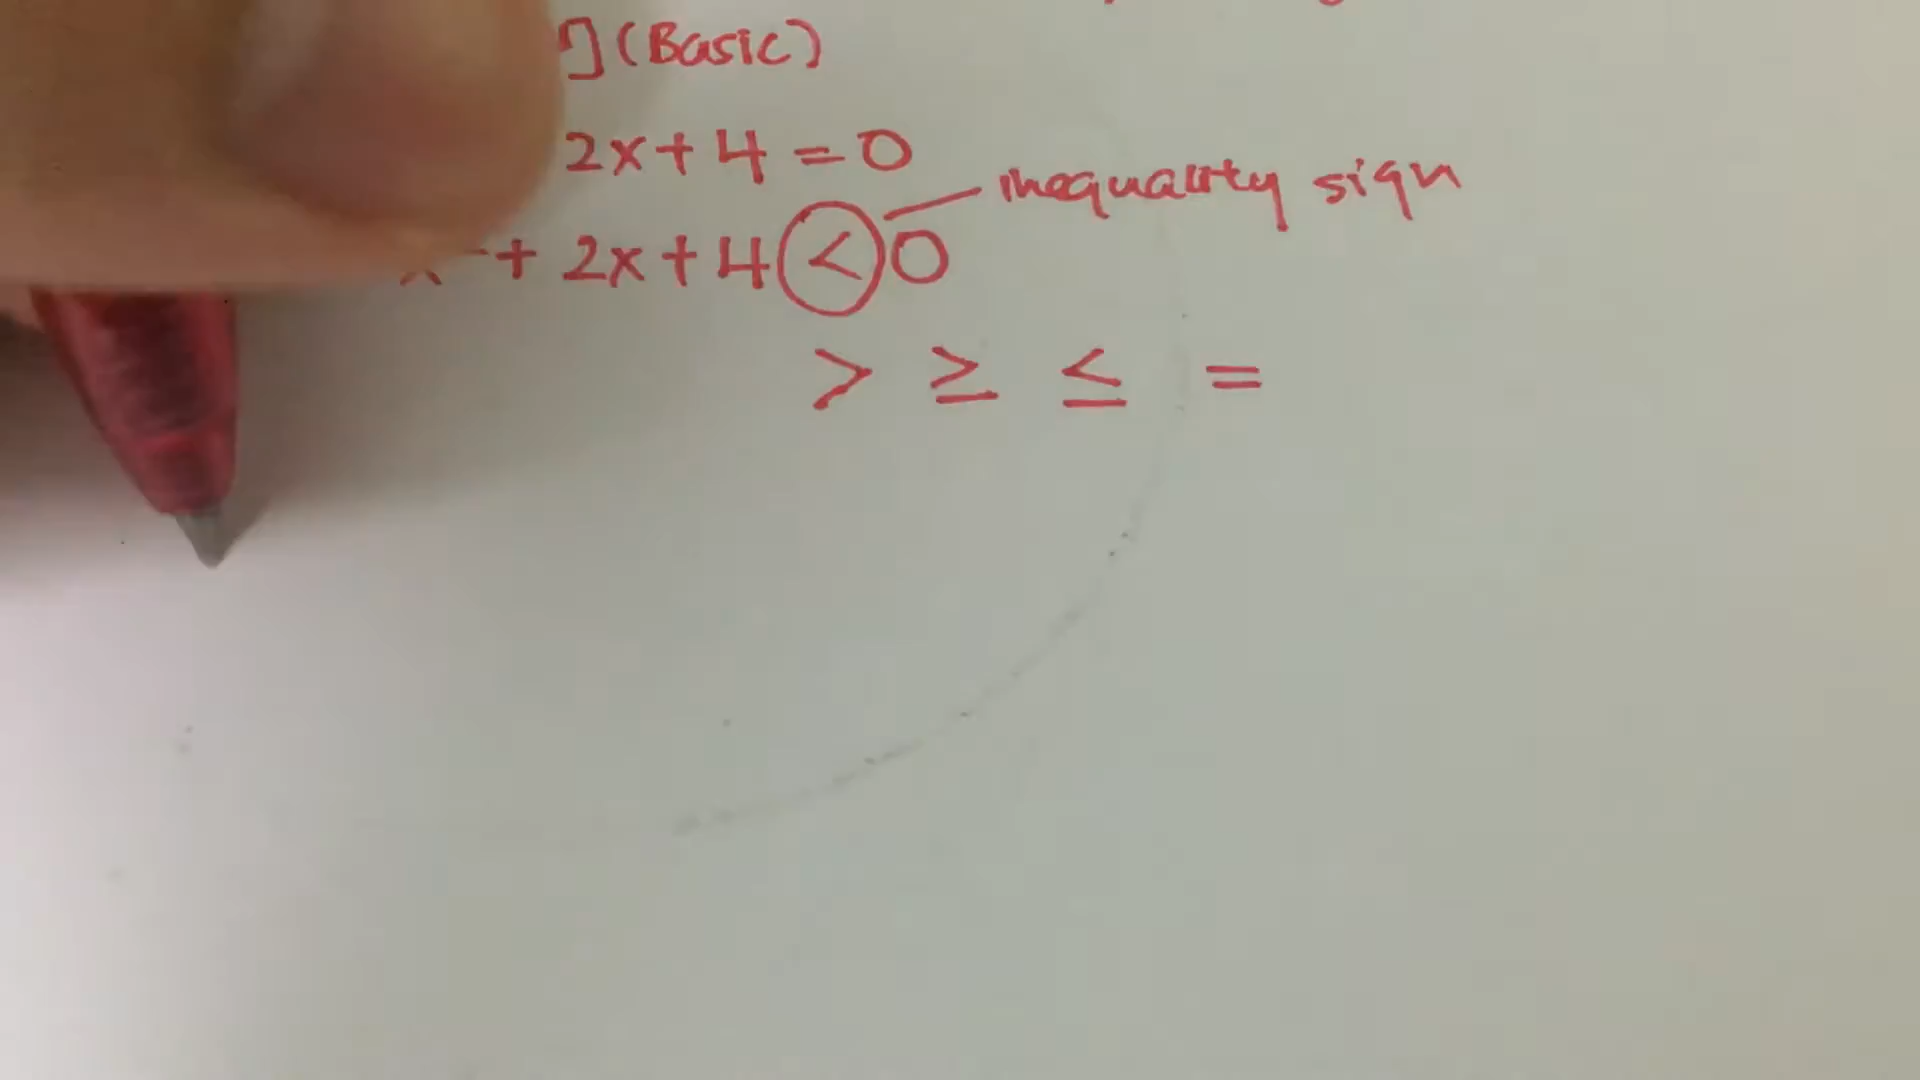 ](Basic)
2x+4=0
inequality sign
+ 2x+4<0
> ≥ ≤ =